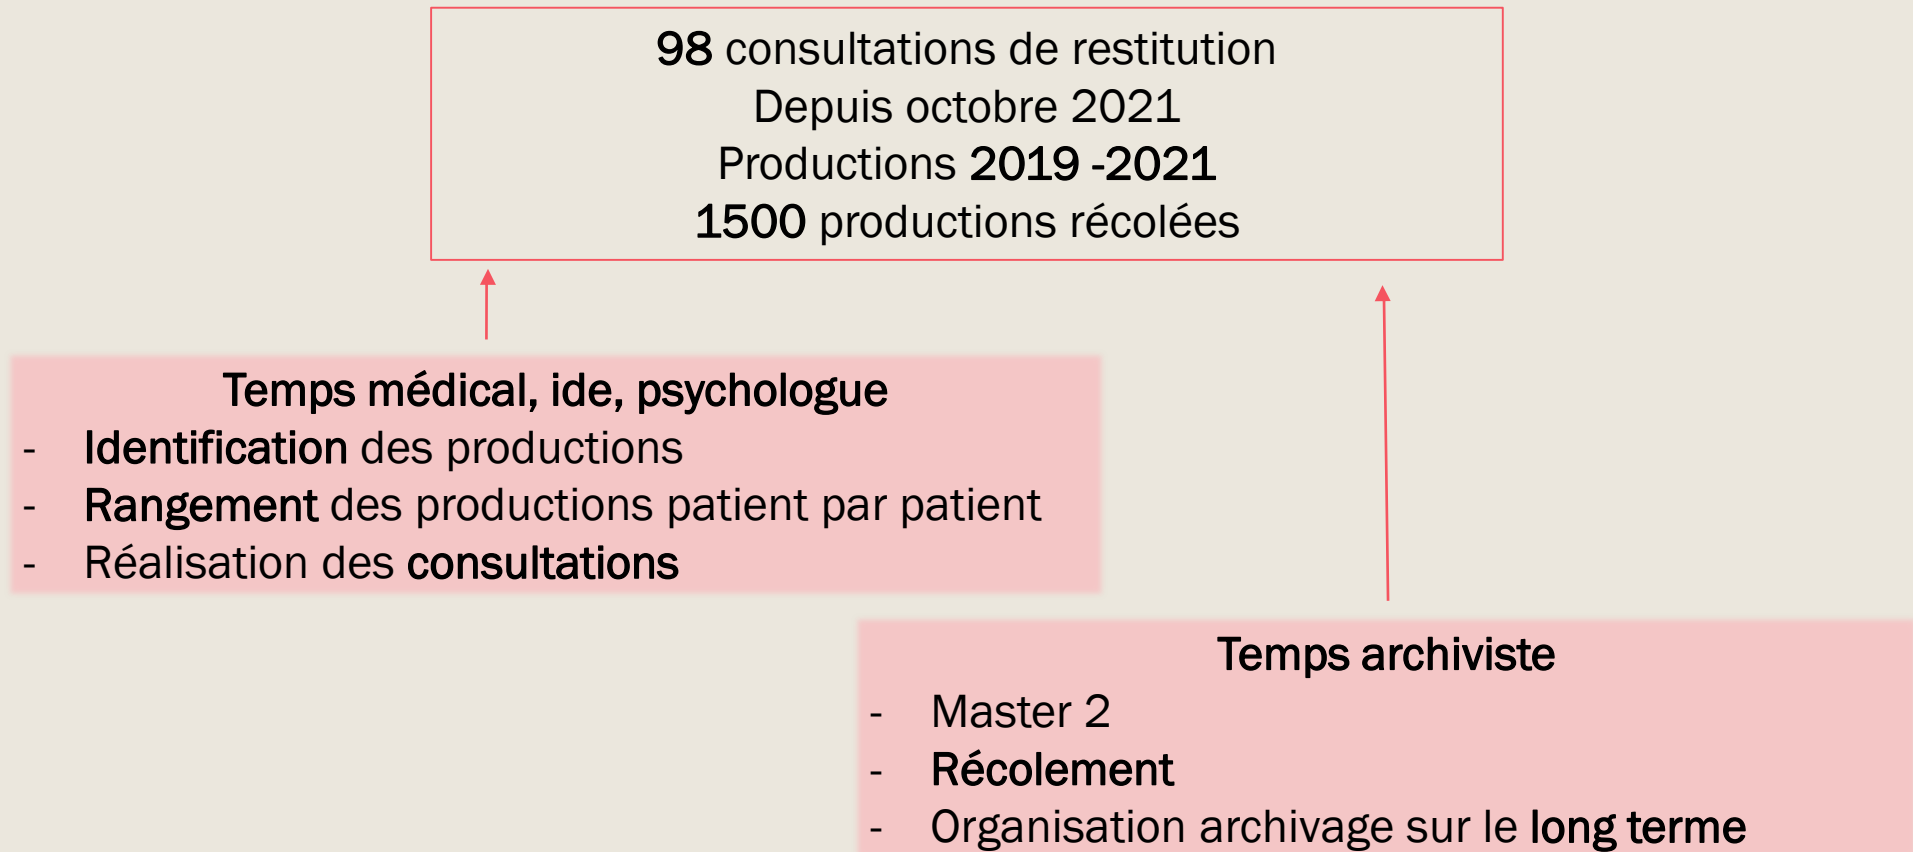 98 consultations de restitution
Depuis octobre 2021
Productions 2019 -2021
1500 productions récolées
Temps médical, ide, psychologue
- Identification des productions
- Rangement des productions patient par patient
- Réalisation des consultations
Temps archiviste
- Master 2
- Récolement
- Organisation archivage sur le long terme